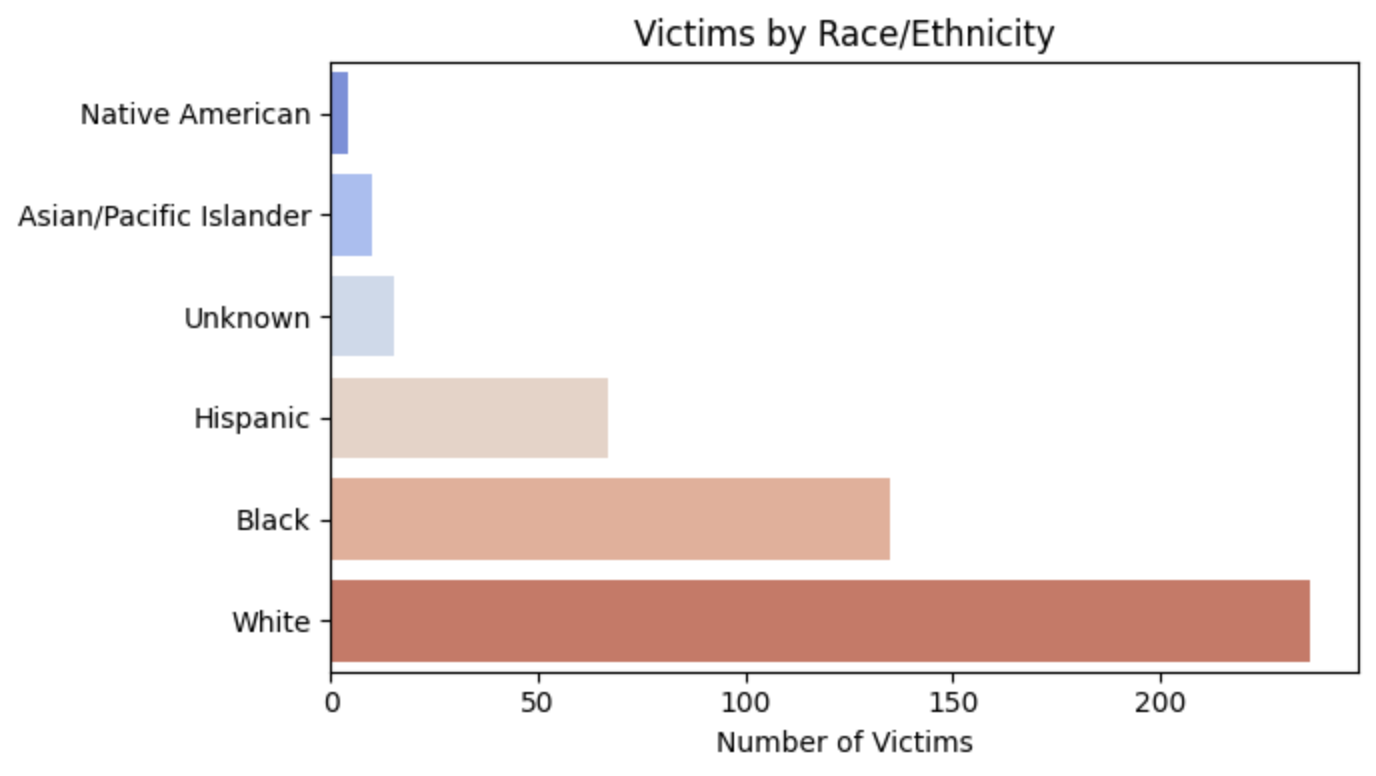 Victims by Race/Ethnicity
Native American
Asian/Pacific Islander
Unknown
Hispanic
Black
White
0 50 100 150 200
Number of Victims